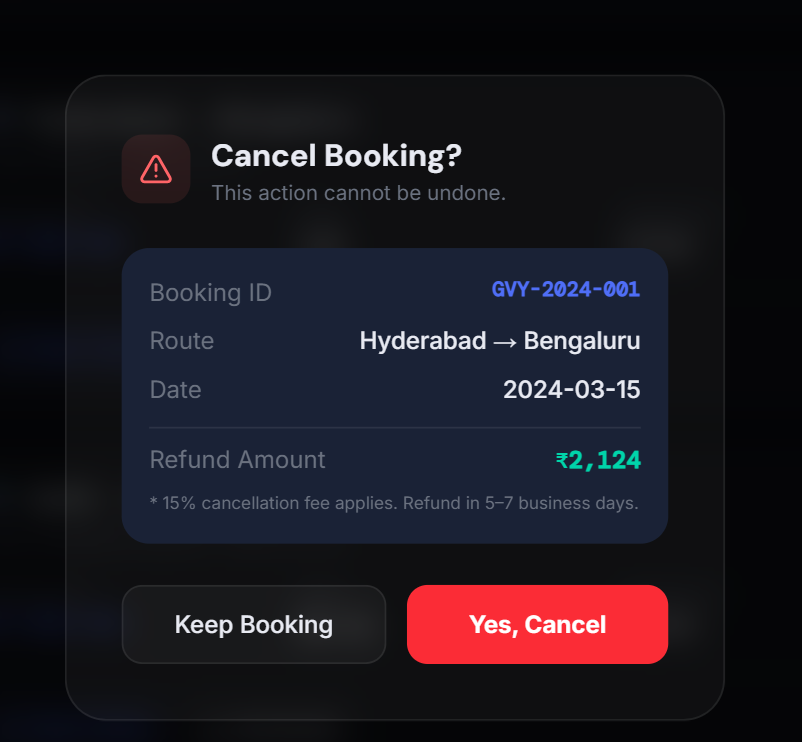 Cancel Booking?
This action cannot be undone.
Booking ID GVY-2024-001
Route Hyderabad → Bengaluru
Date 2024-03-15
Refund Amount ₹2,124
* 15% cancellation fee applies. Refund in 5–7 business days.
Keep Booking Yes, Cancel